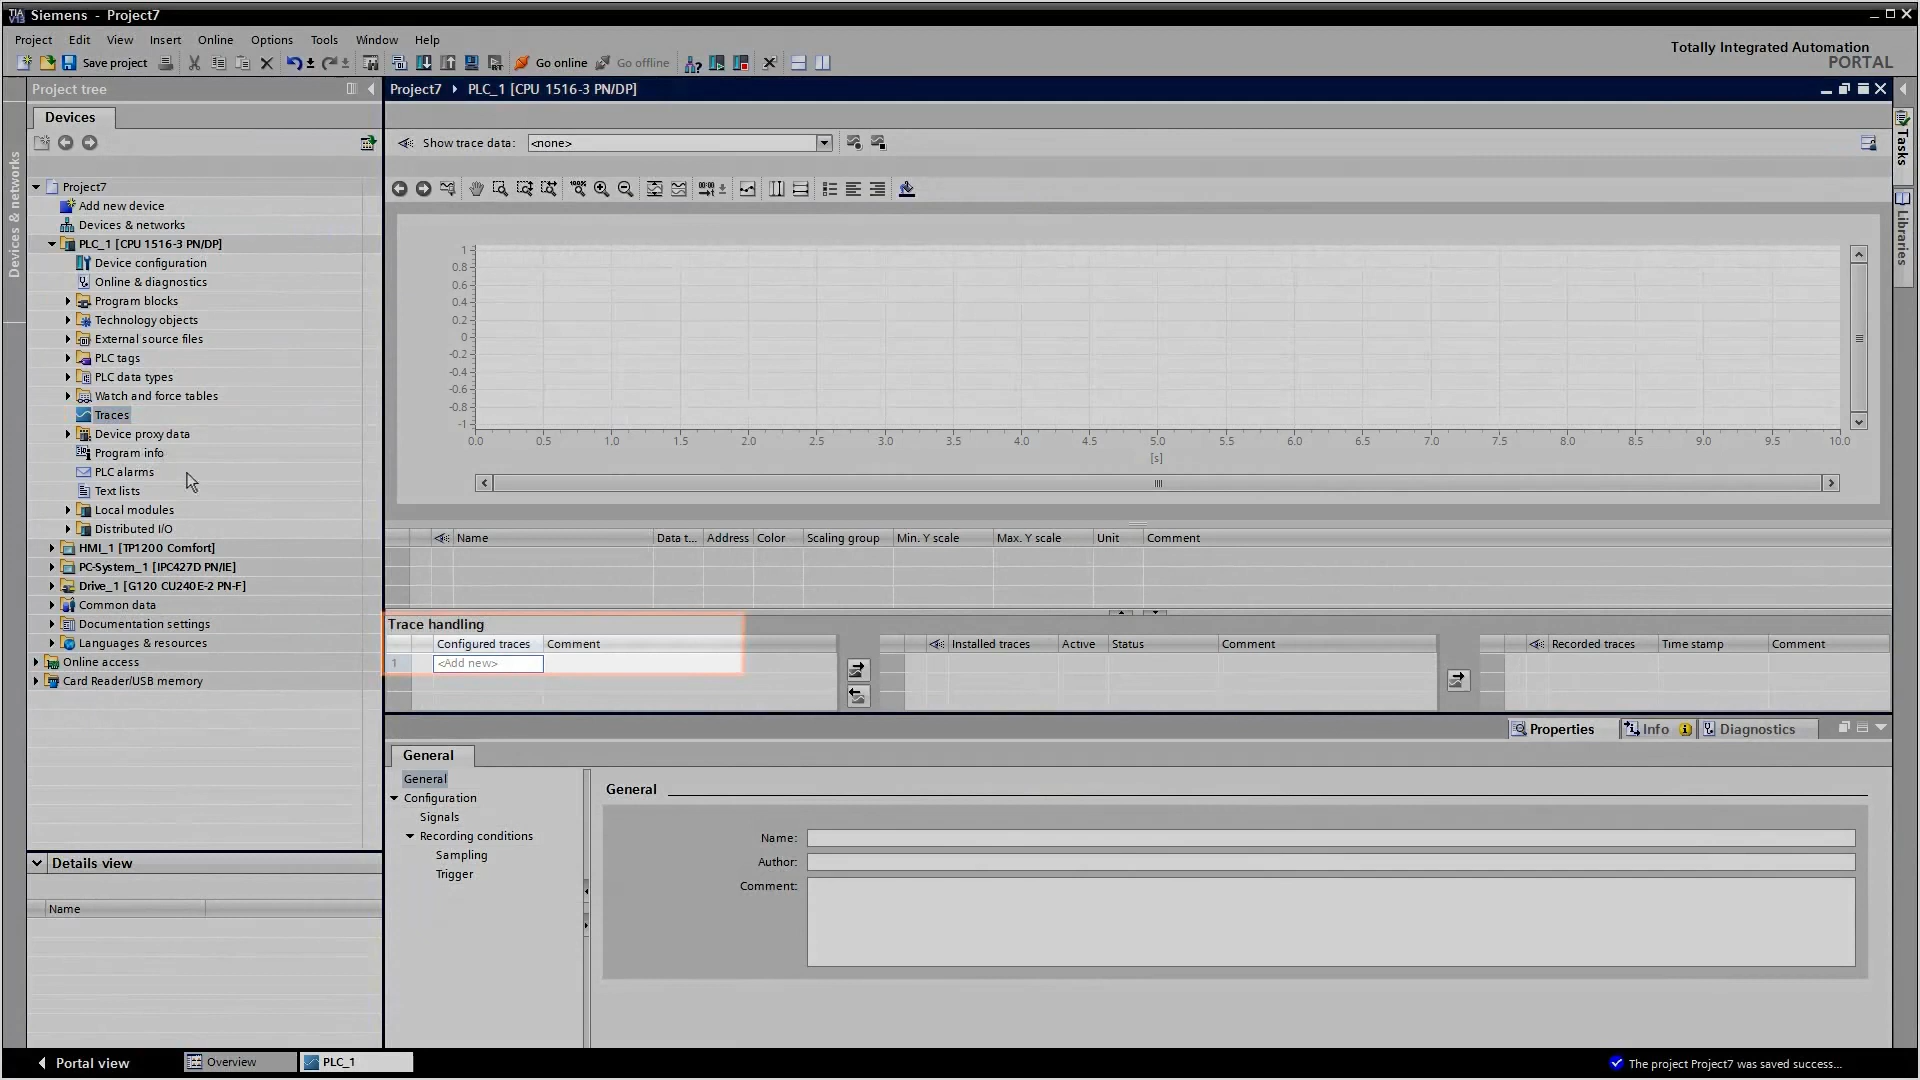 Siemens - Project7
Project Edit View Insert Online Options Tools Window Help
Totally Integrated Automation
PORTAL
Save project Go online Go offline
Project tree
Project7 PLC_1 [CPU 1516-3 PN/DP]
Devices
Devices & networks
Show trace data: <none>
Tasks
Libraries
Project7
Add new device
Devices & networks
PLC_1 [CPU 1516-3 PN/DP]
Device configuration
Online & diagnostics
Program blocks
Technology objects
External source files
PLC tags
PLC data types
Watch and force tables
Traces
Device proxy data
Program info
PLC alarms
Text lists
Local modules
Distributed I/O
HMI_1 [TP1200 Comfort]
PC-System_1 [IPC427D PN/IE]
Drive_1 [G120 CU240E-2 PN-F]
Common data
Documentation settings
Languages & resources
Online access
Card Reader/USB memory
1
0.8
0.6
0.4
0.2
0
-0.2
-0.4
-0.6
-0.8
-1
0.0 0.5 1.0 1.5 2.0 2.5 3.0 3.5 4.0 4.5 5.0 5.5 6.0 6.5 7.0 7.5 8.0 8.5 9.0 9.5 10.0
[s]
Name Data t... Address Color Scaling group Min. Y scale Max. Y scale Unit Comment
Trace handling
Configured traces Comment
1 <Add new>
Installed traces Active Status Comment
Recorded traces Time stamp Comment
Properties Info Diagnostics
General
General
Configuration
Signals
Recording conditions
Sampling
Trigger
General
Name:
Author:
Comment:
Details view
Name
Portal view Overview PLC_1
The project Project7 was saved success...